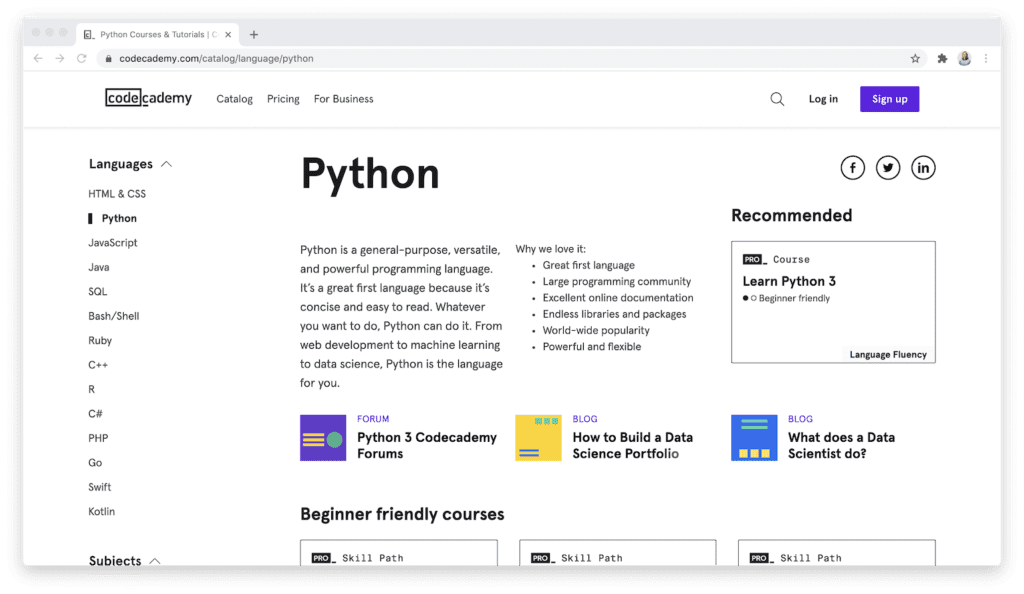 Python Courses & Tutorials | C
codecademy.com/catalog/language/python
codecademy
Catalog
Pricing
For Business
Log in
Sign up
Languages
HTML & CSS
Python
JavaScript
Java
SQL
Bash/Shell
Ruby
C++
R
C#
PHP
Go
Swift
Kotlin
Subjects
Python
Python is a general-purpose, versatile,
and powerful programming language.
It's a great first language because it's
concise and easy to read. Whatever
you want to do, Python can do it. From
web development to machine learning
to data science, Python is the language
for you.
Why we love it:
• Great first language
• Large programming community
• Excellent online documentation
• Endless libraries and packages
• World-wide popularity
• Powerful and flexible
Recommended
PRO Course
Learn Python 3
Beginner friendly
Language Fluency
FORUM
Python 3 Codecademy
Forums
BLOG
How to Build a Data
Science Portfolio
BLOG
What does a Data
Scientist do?
Beginner friendly courses
PRO Skill Path
PRO Skill Path
PRO Skill Path